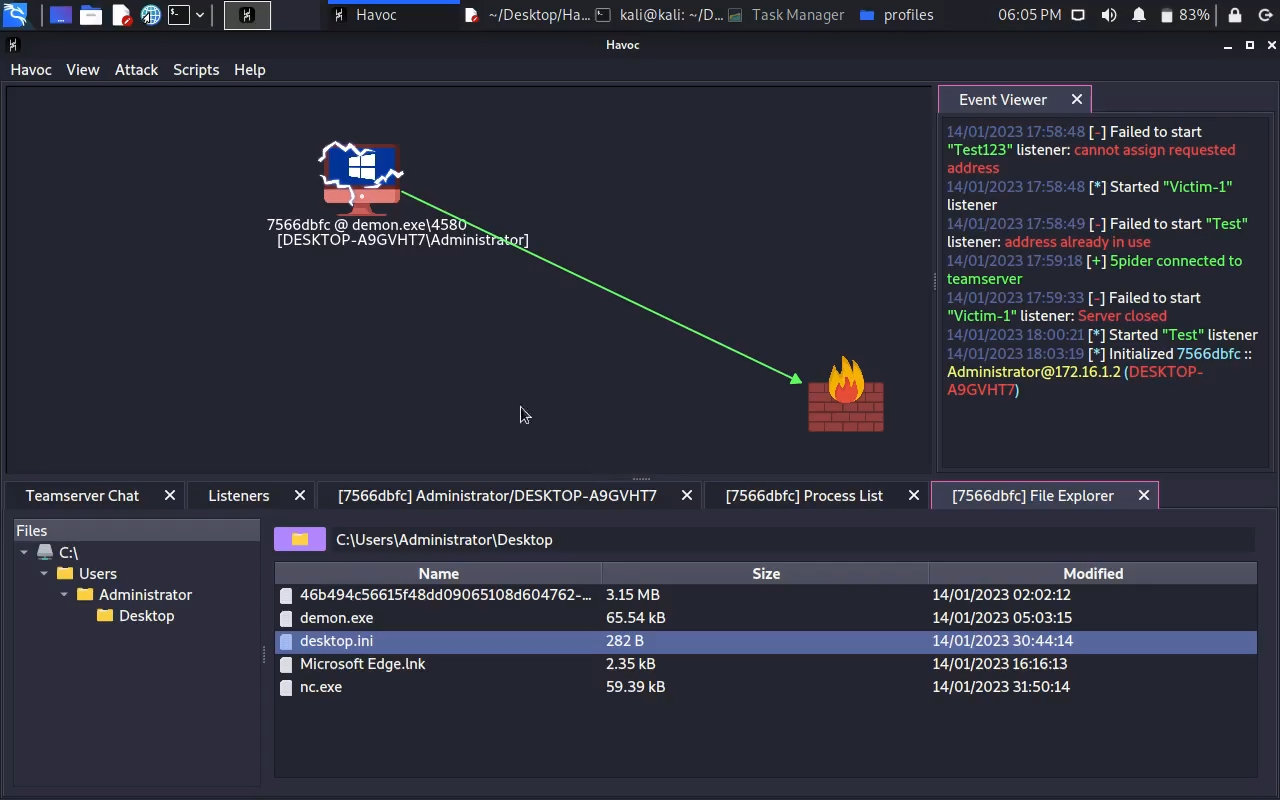 Havoc
~/Desktop/Ha...
kali@kali: ~/D...
Task Manager
profiles
06:05 PM
83%
Havoc
Havoc View Attack Scripts Help
7566dbfc @ demon.exe\4580
[DESKTOP-A9GVHT7\Administrator]
Event Viewer
14/01/2023 17:58:48 [-] Failed to start
"Test123" listener: cannot assign requested
address
14/01/2023 17:58:48 [*] Started "Victim-1"
listener
14/01/2023 17:58:49 [-] Failed to start "Test"
listener: address already in use
14/01/2023 17:59:18 [+] 5pider connected to
teamserver
14/01/2023 17:59:33 [-] Failed to start
"Victim-1" listener: Server closed
14/01/2023 18:00:21 [*] Started "Test" listener
14/01/2023 18:03:19 [*] Initialized 7566dbfc ::
Administrator@172.16.1.2 (DESKTOP-
A9GVHT7)
Teamserver Chat
Listeners
[7566dbfc] Administrator/DESKTOP-A9GVHT7
[7566dbfc] Process List
[7566dbfc] File Explorer
Files
C:\
Users
Administrator
Desktop
C:\Users\Administrator\Desktop
Name Size Modified
46b494c56615f48dd09065108d604762-... 3.15 MB 14/01/2023 02:02:12
demon.exe 65.54 kB 14/01/2023 05:03:15
desktop.ini 282 B 14/01/2023 30:44:14
Microsoft Edge.lnk 2.35 kB 14/01/2023 16:16:13
nc.exe 59.39 kB 14/01/2023 31:50:14